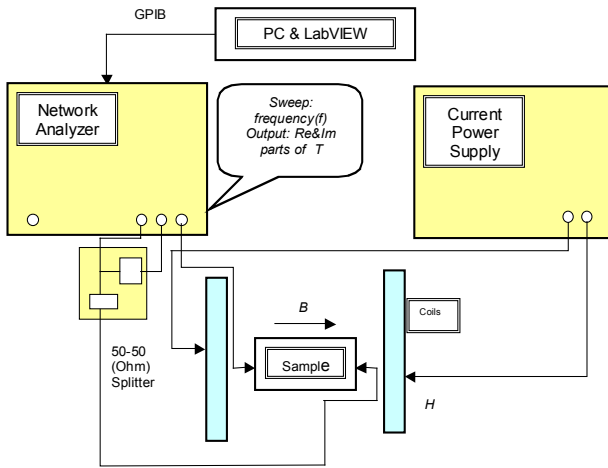 GPIB
PC & LabVIEW
Network
Analyzer
Sweep:
frequency(f)
Output: Re&Im
parts of T
Current
Power
Supply
50-50
(Ohm)
Splitter
B
Sample
Coils
H